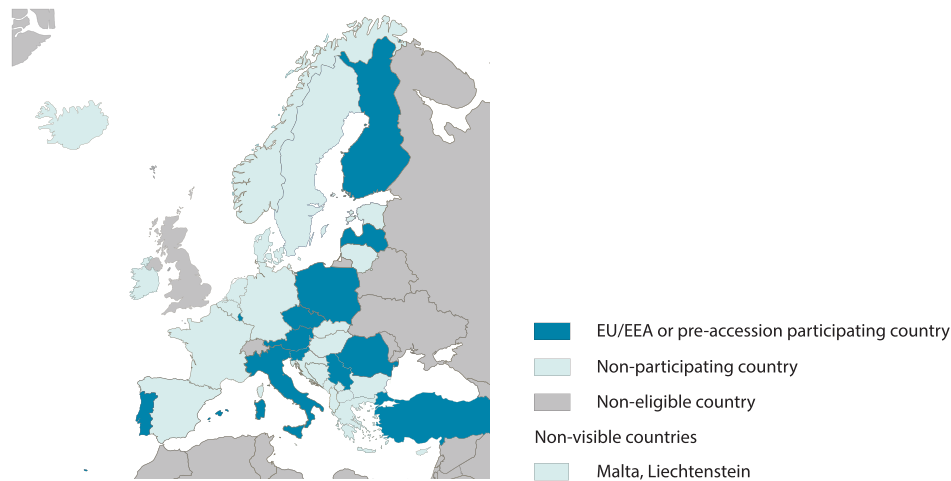 EU/EEA or pre-accession participating country
Non-participating country
Non-eligible country
Non-visible countries
Malta, Liechtenstein